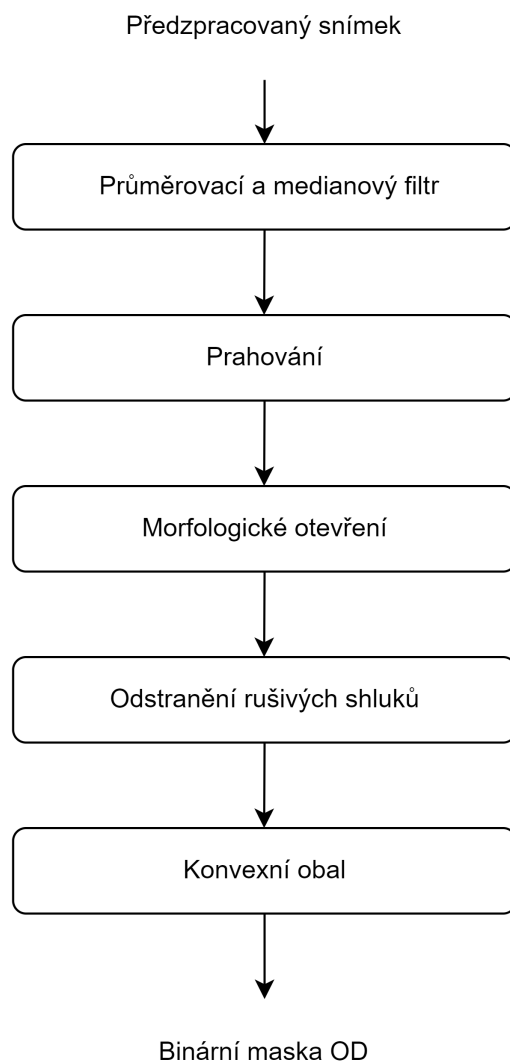 Předzpracovaný snímek
Průměrovací a medianový filtr
Prahování
Morfologické otevření
Odstranění rušivých shluků
Konvexní obal
Binární maska OD